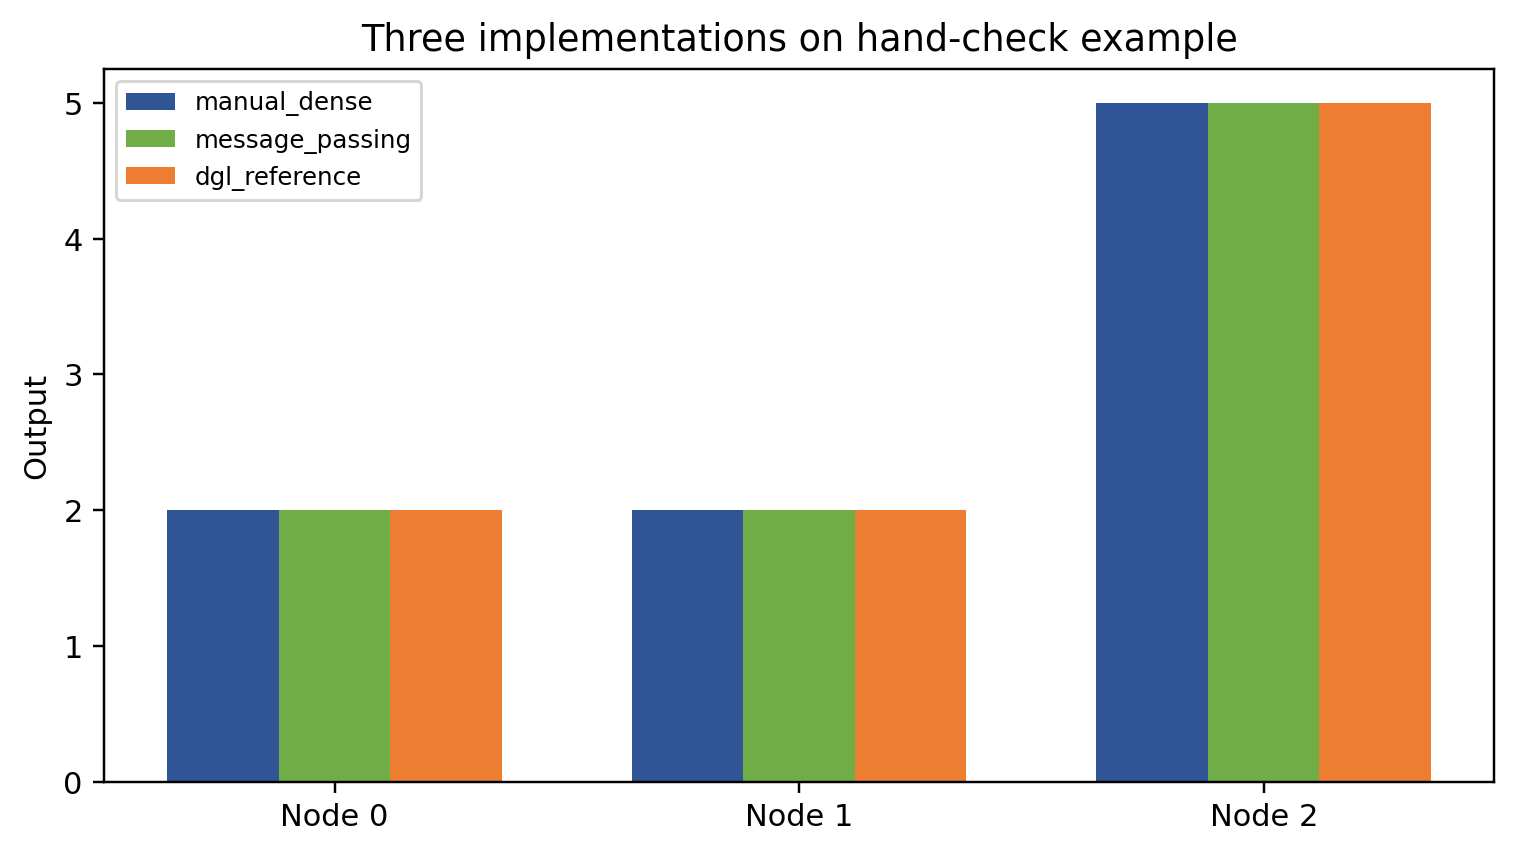 Three implementations on hand-check example
manual_dense
message_passing
dgl_reference
Output
5
4
3
2
1
0
Node 0
Node 1
Node 2